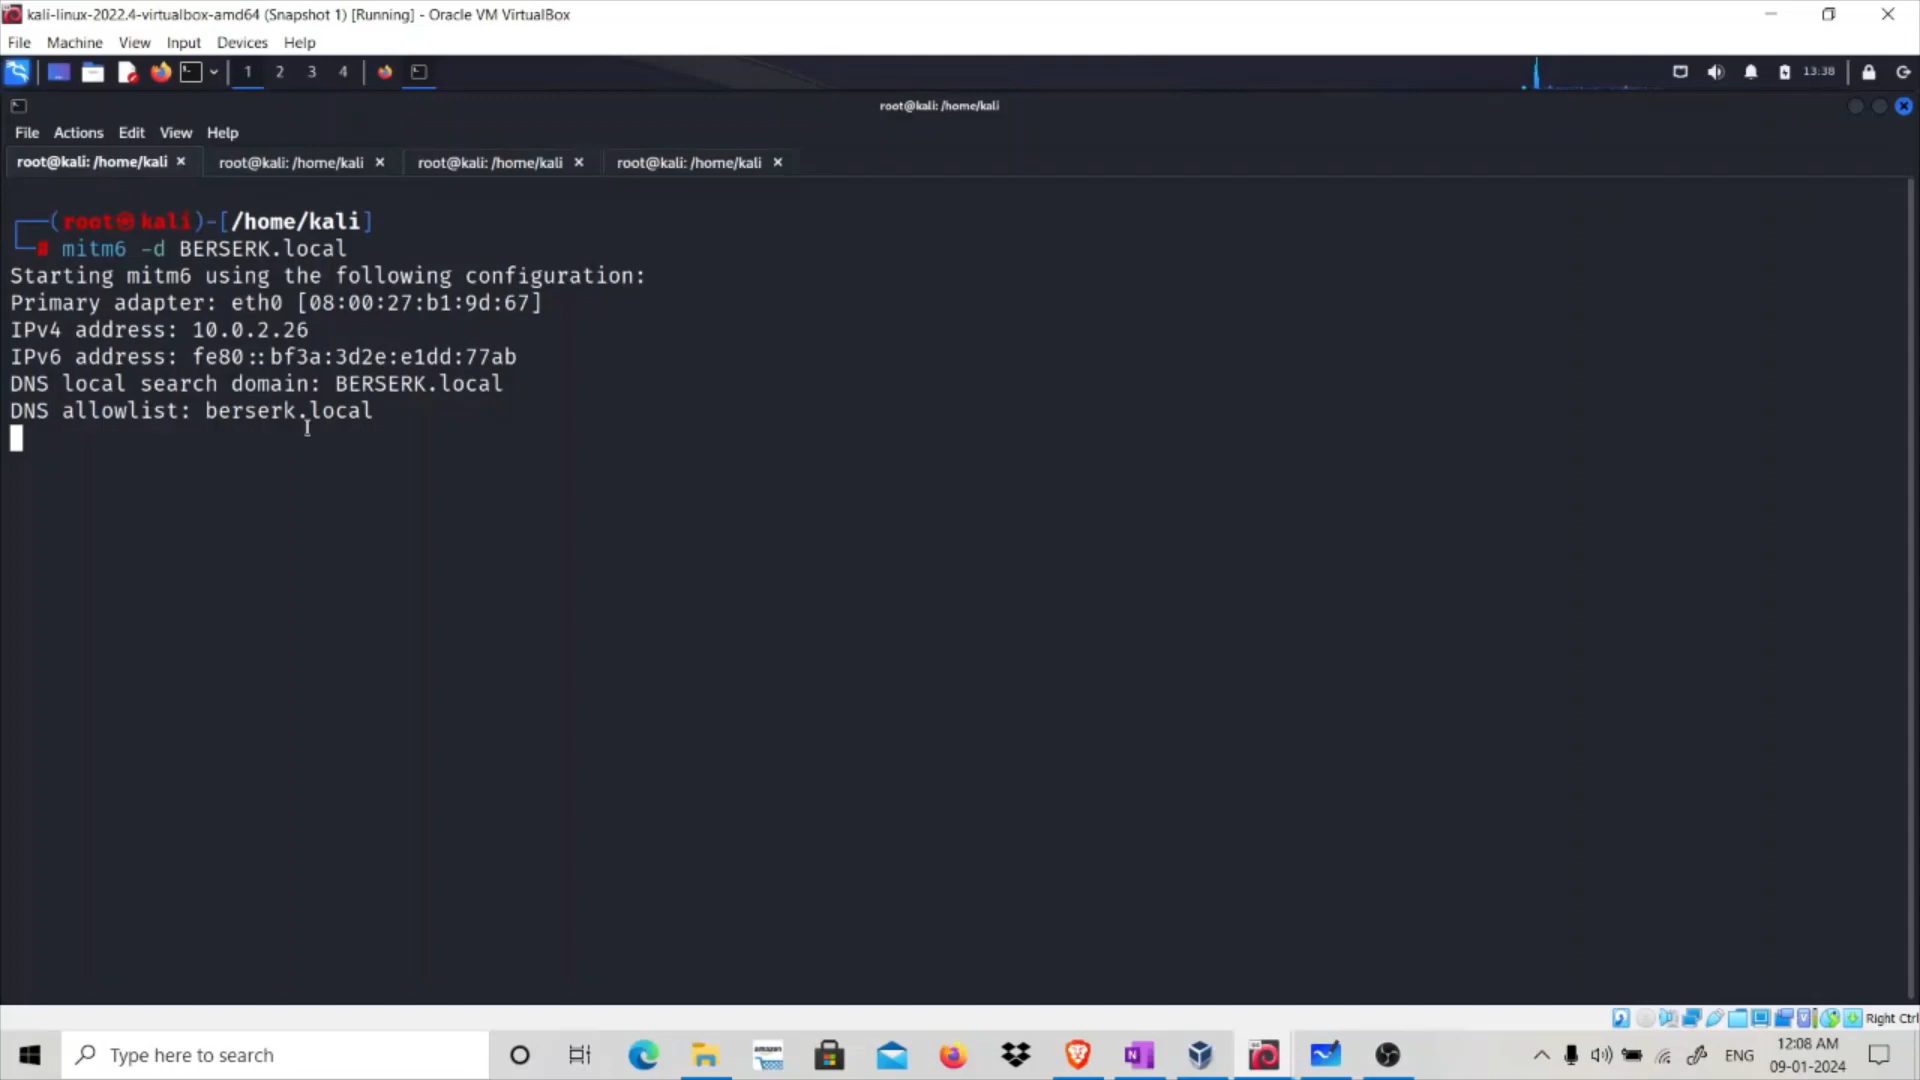 kali-linux-2022.4-virtualbox-amd64 (Snapshot 1) [Running] - Oracle VM VirtualBox
File Machine View Input Devices Help
1 2 3 4 13:38
root@kali: /home/kali
File Actions Edit View Help
root@kali: /home/kali × root@kali: /home/kali × root@kali: /home/kali × root@kali: /home/kali ×
┌──(root㉿kali)-[/home/kali]
└─# mitm6 -d BERSERK.local
Starting mitm6 using the following configuration:
Primary adapter: eth0 [08:00:27:b1:9d:67]
IPv4 address: 10.0.2.26
IPv6 address: fe80::bf3a:3d2e:e1dd:77ab
DNS local search domain: BERSERK.local
DNS allowlist: berserk.local
Right Ctrl
Type here to search
amazon
ENG
12:08 AM
09-01-2024